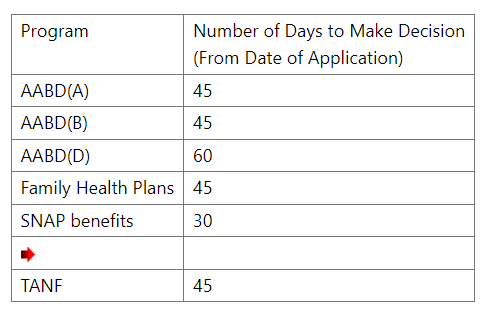 Program
Number of Days to Make Decision
(From Date of Application)
AABD(A) 45
AABD(B) 45
AABD(D) 60
Family Health Plans 45
SNAP benefits 30
TANF 45